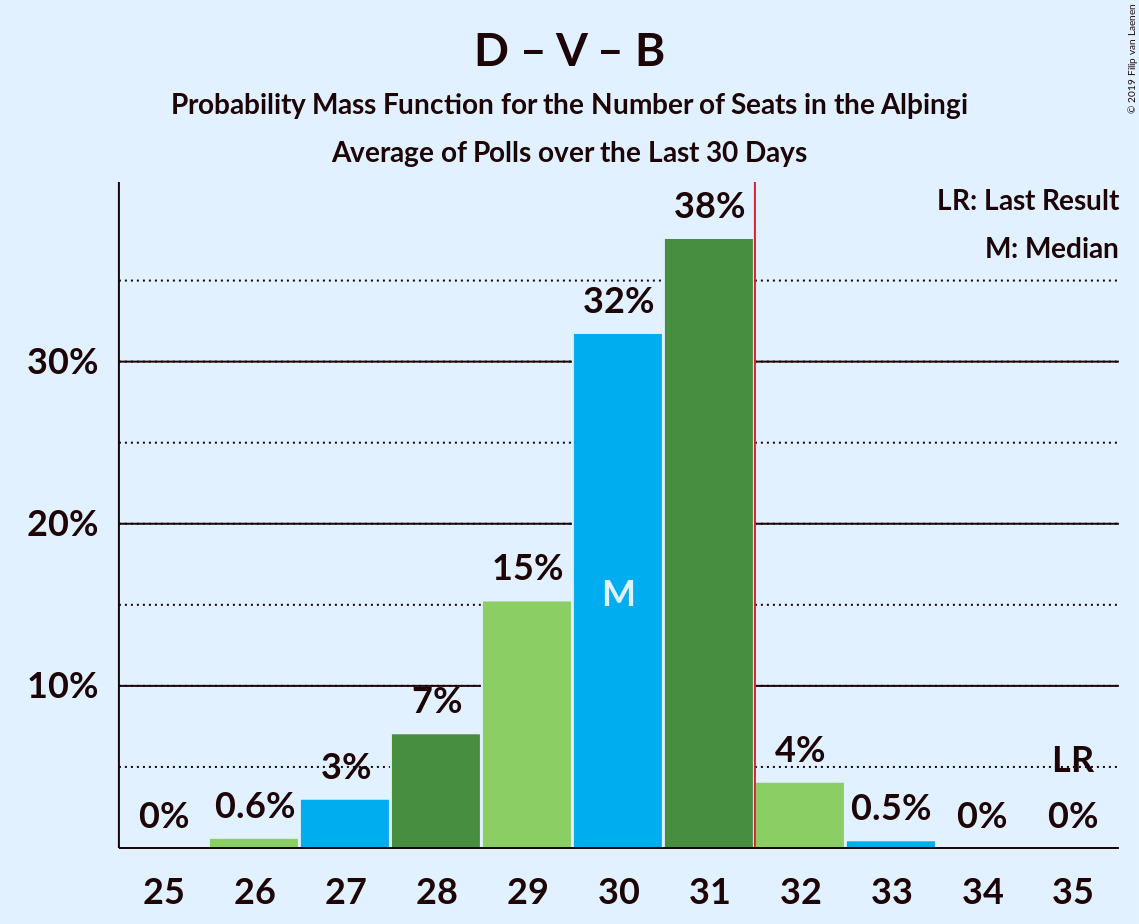 D – V – B
Probability Mass Function for the Number of Seats in the Alþingi
Average of Polls over the Last 30 Days
© 2019 Filip van Laenen
LR: Last Result
M: Median
38%
32%
30%
20%
15%
M
10%
7%
3%
4%
LR
0%
0.6%
0.5%
0%
0%
25 26 27 28 29 30 31 32 33 34 35